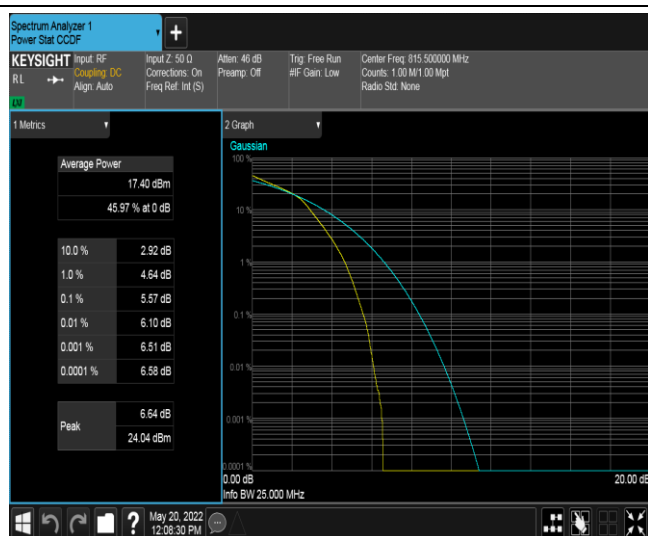 Spectrum Analyzer 1
Power Stat CCDF
KEYSIGHT
RL
LXI
Input: RF
Coupling: DC
Align: Auto
Input Z: 50 Ω
Corrections: On
Freq Ref: Int (S)
Atten: 46 dB
Preamp: Off
Trig: Free Run
#IF Gain: Low
Center Freq: 815.500000 MHz
Counts: 1.00 M/1.00 Mpt
Radio Std: None
1 Metrics
Average Power
17.40 dBm
45.97 % at 0 dB
10.0 % 2.92 dB
1.0 % 4.64 dB
0.1 % 5.57 dB
0.01 % 6.10 dB
0.001 % 6.51 dB
0.0001 % 6.58 dB
Peak
6.64 dB
24.04 dBm
2 Graph
Gaussian
100 %
10 %
1 %
0.1 %
0.01 %
0.001 %
0.0001 %
0.00 dB
20.00 dB
Info BW 25.000 MHz
?
May 20, 2022
12:08:30 PM